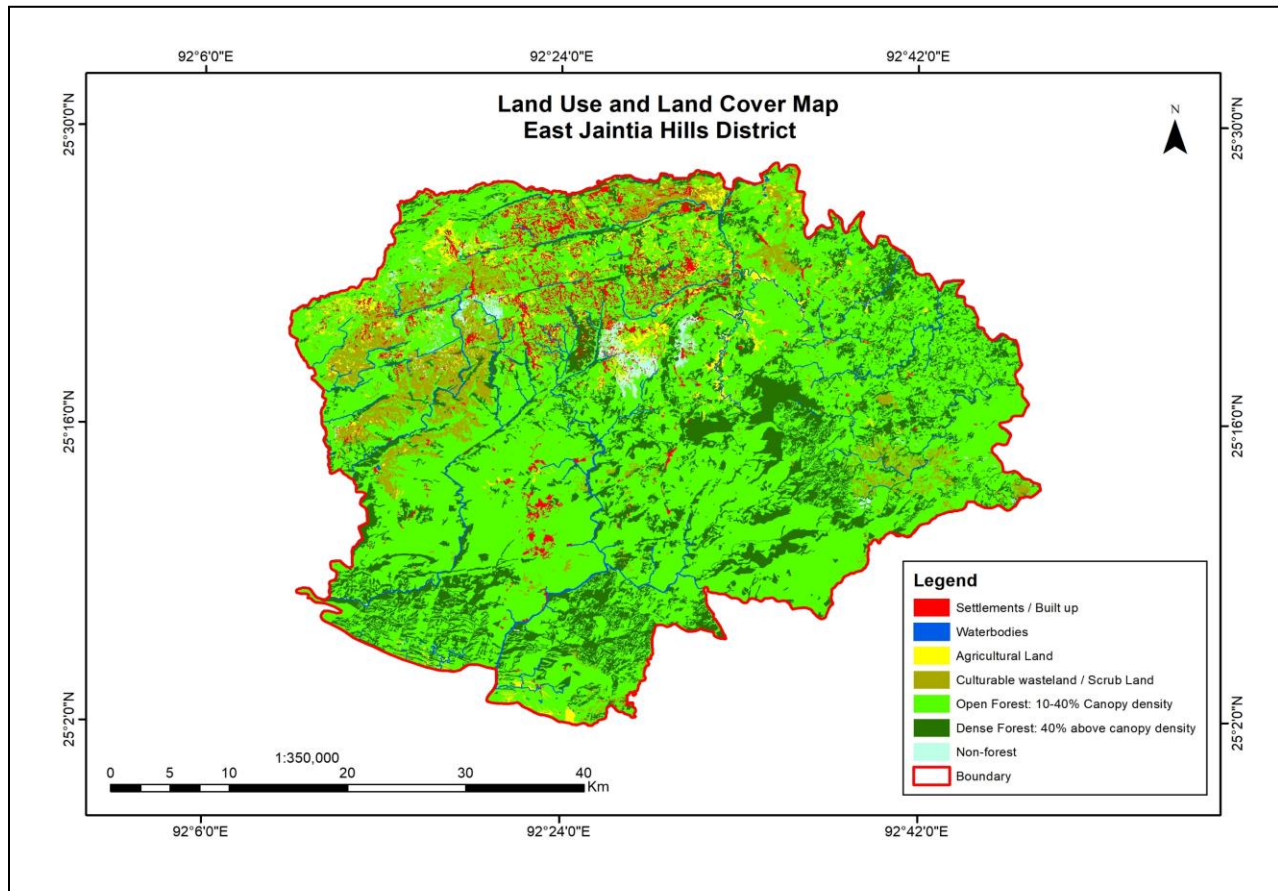 92°6'0"E
92°24'0"E
92°42'0"E
Land Use and Land Cover Map
East Jaintia Hills District
N
25°30'0"N
25°30'0"N
25°16'0"N
25°16'0"N
25°2'0"N
25°2'0"N
Legend
Settlements / Built up
Waterbodies
Agricultural Land
Culturable wasteland / Scrub Land
Open Forest: 10-40% Canopy density
Dense Forest: 40% above canopy density
Non-forest
Boundary
1:350,000
0 5 10 20 30 40
Km
92°6'0"E
92°24'0"E
92°42'0"E